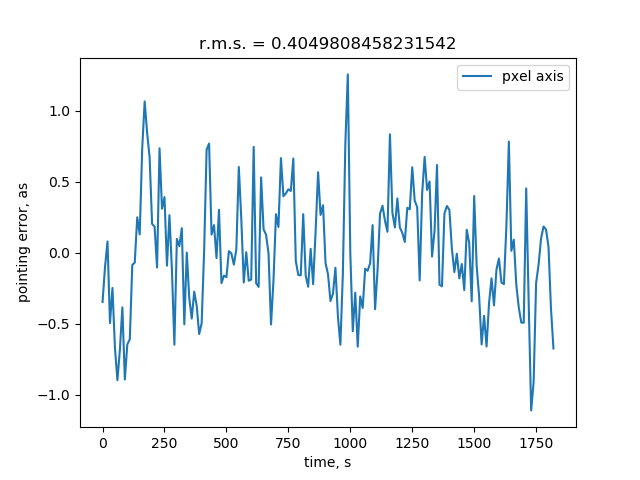 r.m.s. = 0.4049808458231542
pxel axis
pointing error, as
1.0
0.5
0.0
−0.5
−1.0
0 250 500 750 1000 1250 1500 1750
time, s